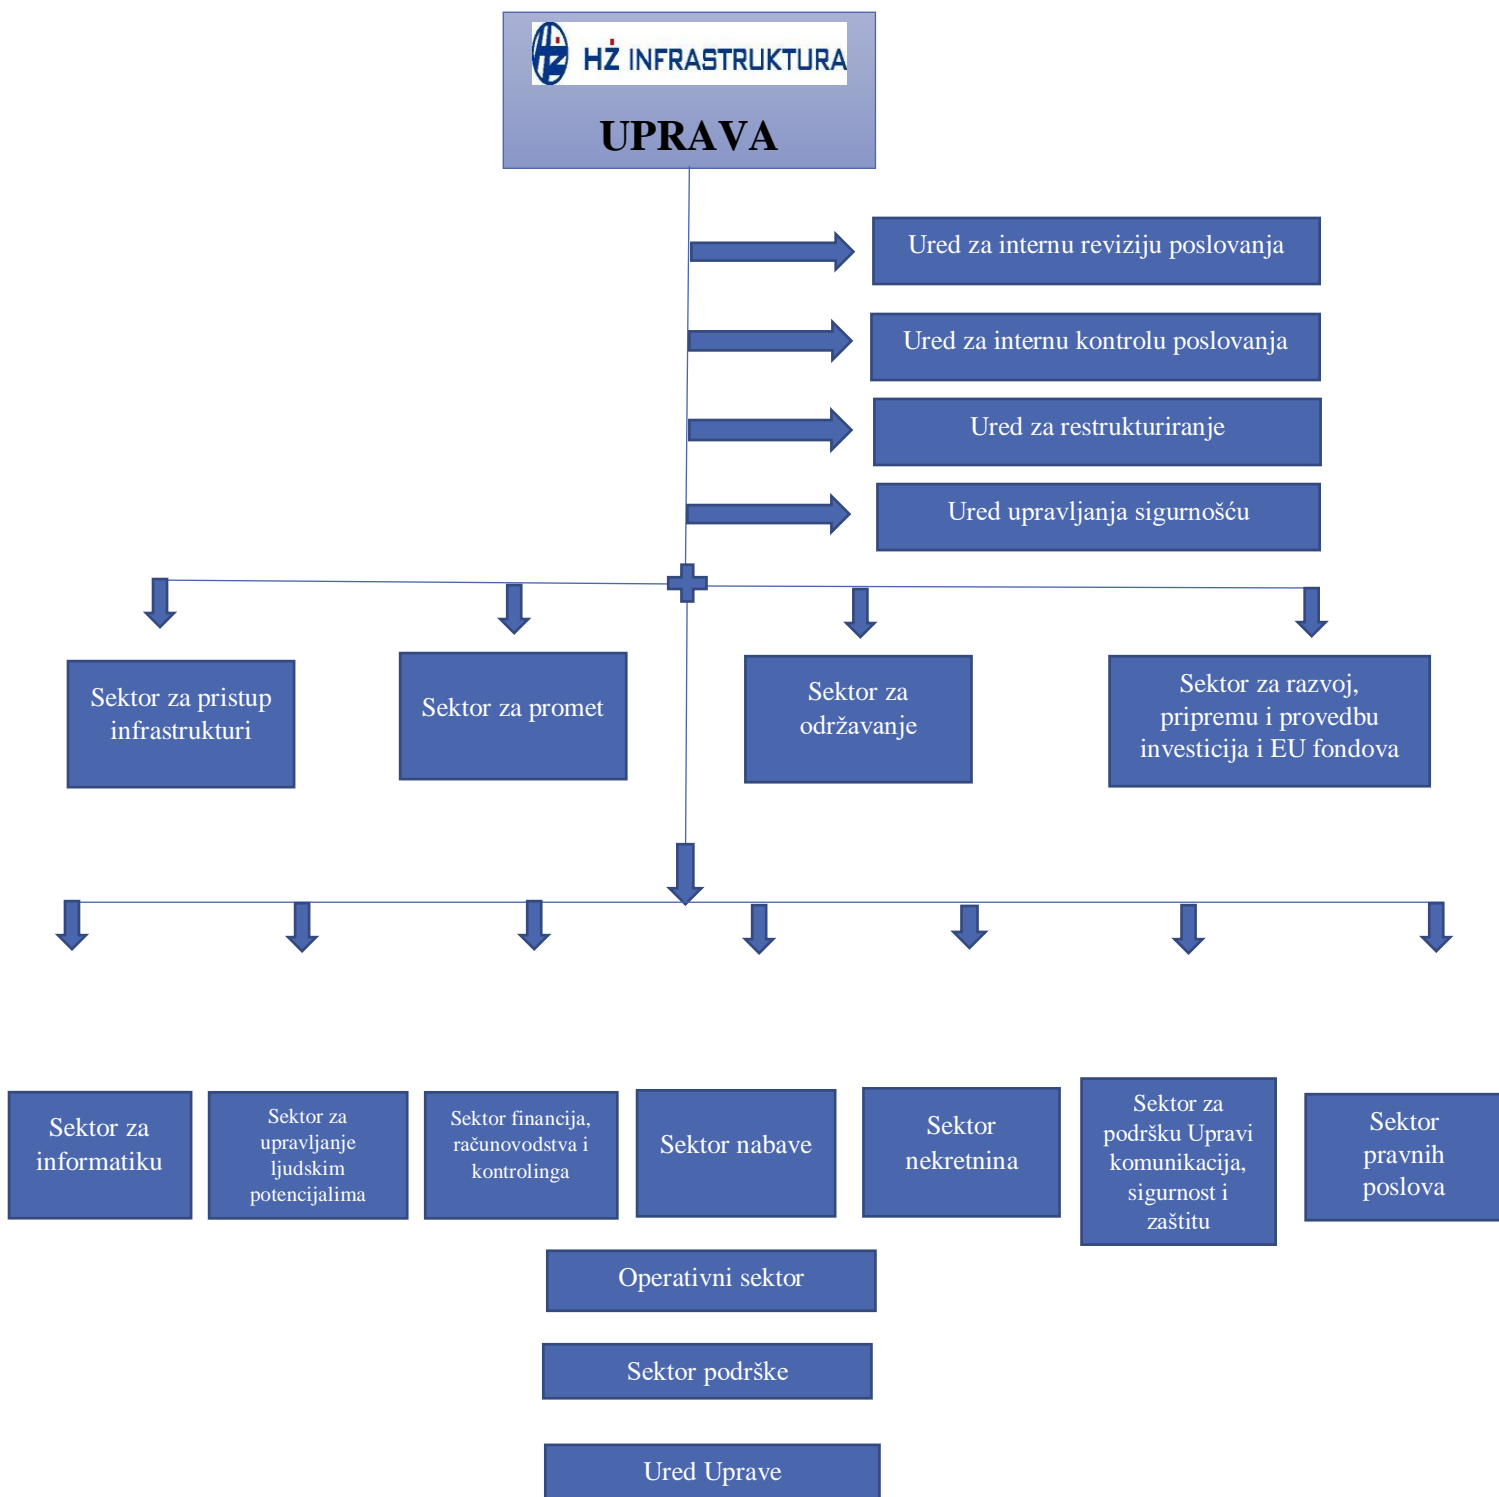 HŽ INFRASTRUKTURA
UPRAVA
Ured za internu reviziju poslovanja
Ured za internu kontrolu poslovanja
Ured za restrukturiranje
Ured upravljanja sigurnošću
Sektor za pristup
infrastrukturi
Sektor za promet
Sektor za
održavanje
Sektor za razvoj,
pripremu i provedbu
investicija i EU fondova
Sektor za
informatiku
Sektor za
upravljanje
ljudskim
potencijalima
Sektor financija,
računovodstva i
kontrolinga
Sektor nabave
Sektor
nekretnina
Sektor za
podršku Upravi
komunikacija,
sigurnost i
zaštitu
Sektor
pravnih
poslova
Operativni sektor
Sektor podrške
Ured Uprave